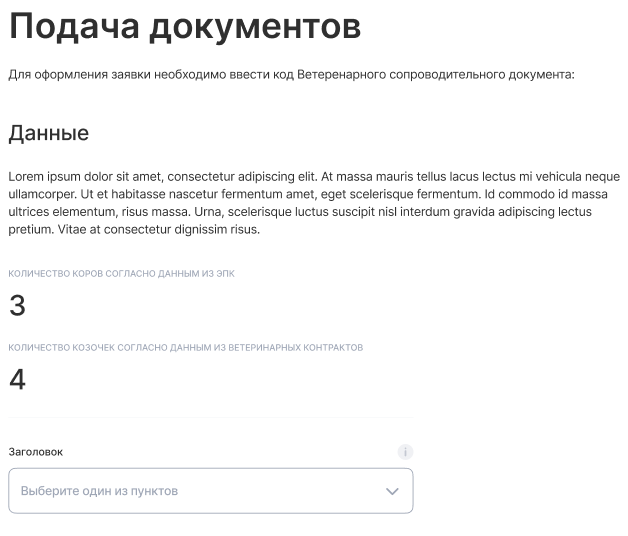 Подача документов
Для оформления заявки необходимо ввести код Ветеренарного сопроводительного документа:
Данные
Lorem ipsum dolor sit amet, consectetur adipiscing elit. At massa mauris tellus lacus lectus mi vehicula neque
ullamcorper. Ut et habitasse nascetur fermentum amet, eget scelerisque fermentum. Id commodo id massa
ultrices elementum, risus massa. Urna, scelerisque luctus suscipit nisl interdum gravida adipiscing lectus
pretium. Vitae at consectetur dignissim risus.
КОЛИЧЕСТВО КОРОВ СОГЛАСНО ДАННЫМ ИЗ ЭПК
3
КОЛИЧЕСТВО КОЗОЧЕК СОГЛАСНО ДАННЫМ ИЗ ВЕТЕРИНАРНЫХ КОНТРАКТОВ
4
Заголовок i
Выберите один из пунктов